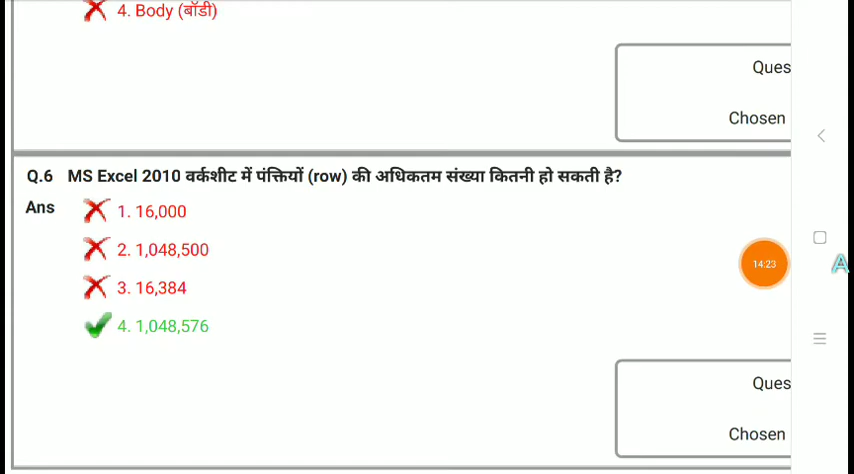 4. Body (बॉडी)
Ques
Chosen
Q.6 MS Excel 2010 वर्कशीट में पंक्तियों (row) की अधिकतम संख्या कितनी हो सकती है?
Ans
1. 16,000
2. 1,048,500
3. 16,384
4. 1,048,576
14:23
A
Ques
Chosen